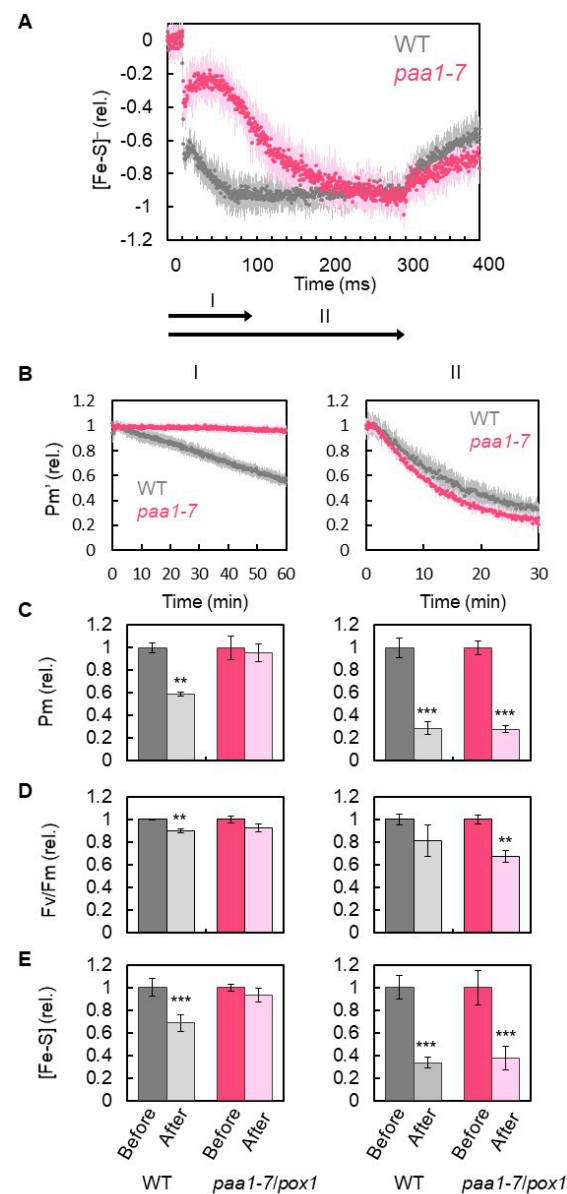 A
WT
paa1-7
[Fe-S]⁻ (rel.)
0
-0.2
-0.4
-0.6
-0.8
-1
-1.2
0 100 200 300 400
Time (ms)
I
II
B
I II
Pm' (rel.)
1.2
1
0.8
0.6
0.4
0.2
0
WT
paa1-7
0 10 20 30 40 50 60
Time (min)
1.2
1
0.8
0.6
0.4
0.2
0
WT
paa1-7
0 10 20 30
Time (min)
C
Pm (rel.)
1.2
1
0.8
0.6
0.4
0.2
0
**
1.2
1
0.8
0.6
0.4
0.2
0
*** ***
D
Fv/Fm (rel.)
1.2
1
0.8
0.6
0.4
0.2
0
**
1.2
1
0.8
0.6
0.4
0.2
0
**
E
[Fe-S] (rel.)
1.2
1
0.8
0.6
0.4
0.2
0
***
1.2
1
0.8
0.6
0.4
0.2
0
*** ***
Before After Before After Before After Before After
WT paa1-7/pox1 WT paa1-7/pox1